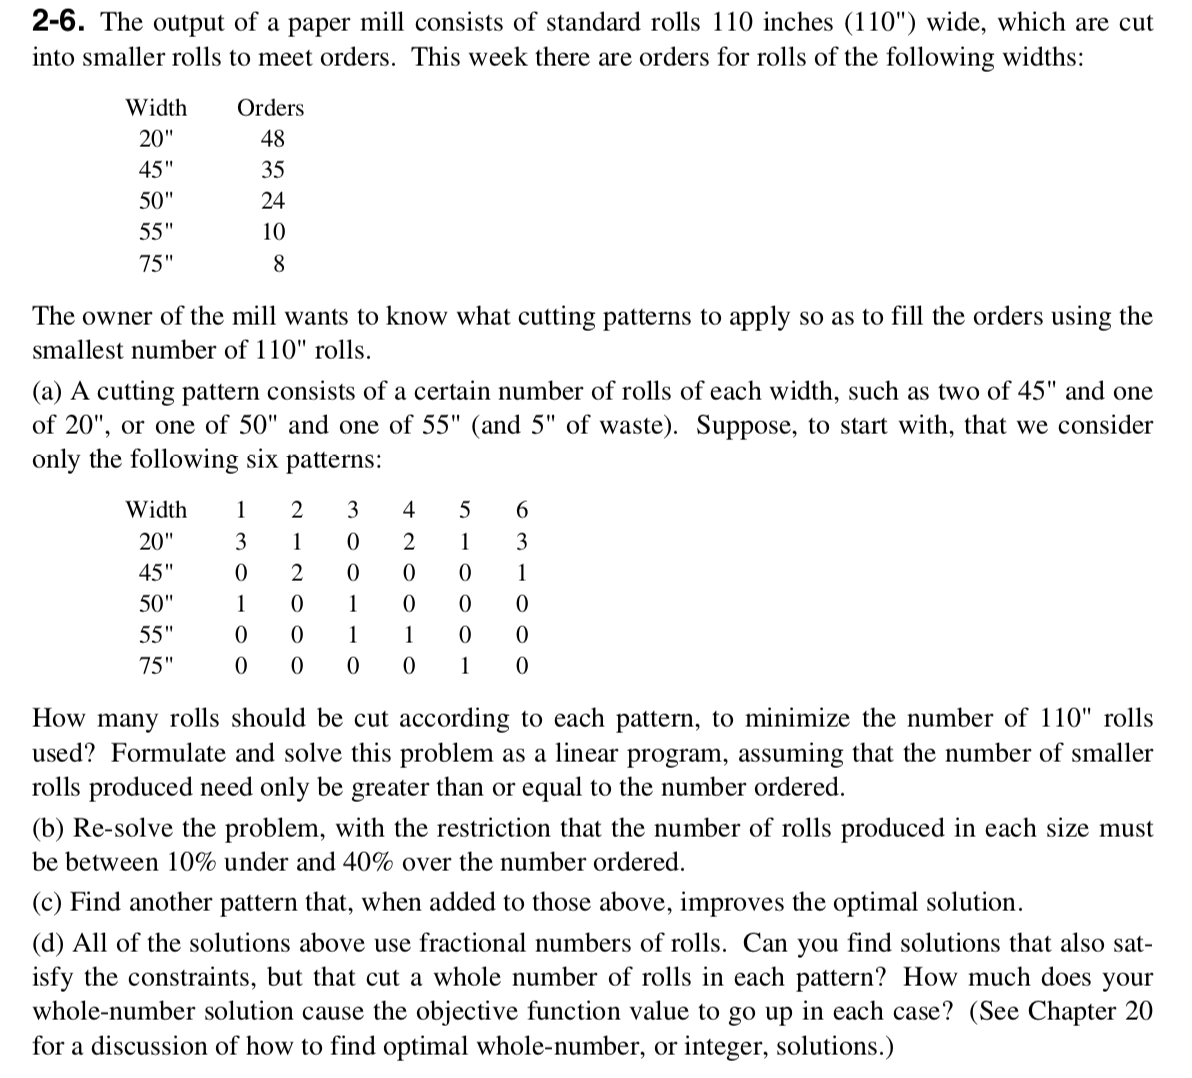 2-6. The output of a paper mill consists of standard rolls 110 inches (110") wide, which are cut
into smaller rolls to meet orders. This week there are orders for rolls of the following widths:
Width Orders
20" 48
45" 35
50" 24
55" 10
75" 8
The owner of the mill wants to know what cutting patterns to apply so as to fill the orders using the
smallest number of 110" rolls.
(a) A cutting pattern consists of a certain number of rolls of each width, such as two of 45" and one
of 20", or one of 50" and one of 55" (and 5" of waste). Suppose, to start with, that we consider
only the following six patterns:
Width 1 2 3 4 5 6
20" 3 1 0 2 1 3
45" 0 2 0 0 0 1
50" 1 0 1 0 0 0
55" 0 0 1 1 0 0
75" 0 0 0 0 1 0
How many rolls should be cut according to each pattern, to minimize the number of 110" rolls
used? Formulate and solve this problem as a linear program, assuming that the number of smaller
rolls produced need only be greater than or equal to the number ordered.
(b) Re-solve the problem, with the restriction that the number of rolls produced in each size must
be between 10% under and 40% over the number ordered.
(c) Find another pattern that, when added to those above, improves the optimal solution.
(d) All of the solutions above use fractional numbers of rolls. Can you find solutions that also sat-
isfy the constraints, but that cut a whole number of rolls in each pattern? How much does your
whole-number solution cause the objective function value to go up in each case? (See Chapter 20
for a discussion of how to find optimal whole-number, or integer, solutions.)